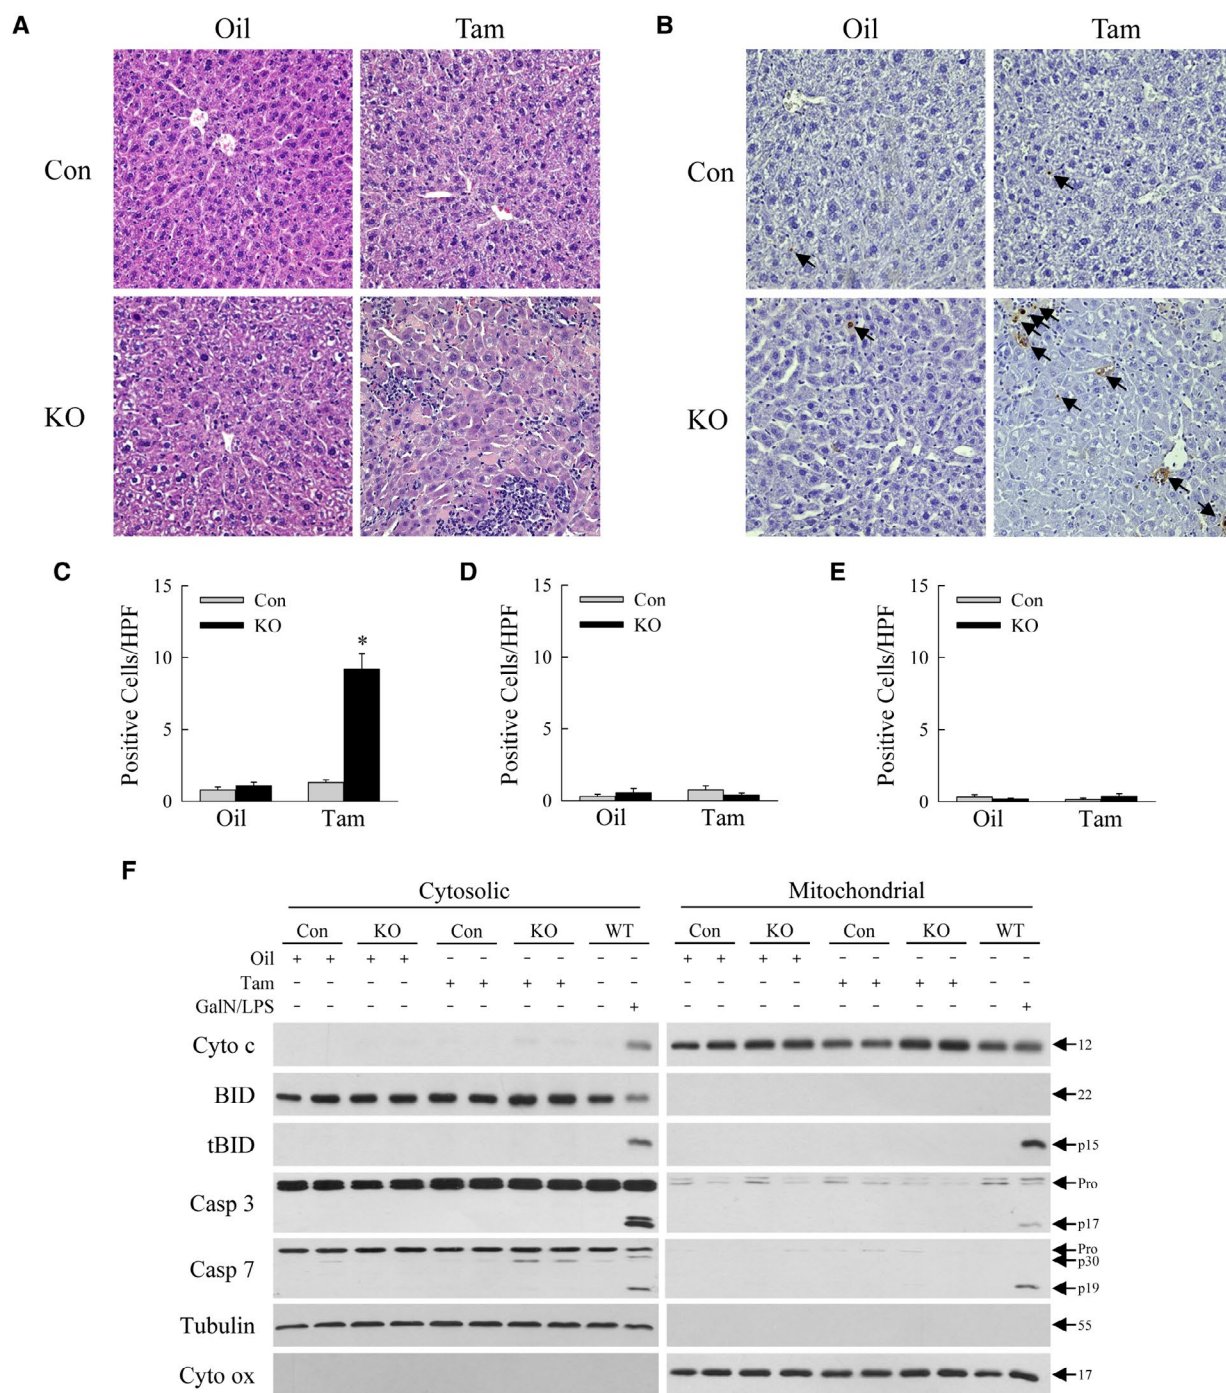 A
Oil
Tam
Con
KO
B
Oil
Tam
Con
KO
C
15
10
5
0
Positive Cells/HPF
Con
KO
*
Oil
Tam
D
15
10
5
0
Positive Cells/HPF
Con
KO
Oil
Tam
E
15
10
5
0
Positive Cells/HPF
Con
KO
Oil
Tam
F
Cytosolic Mitochondrial
Con KO Con KO WT Con KO Con KO WT
Oil + + + + - - - - - - + + + + - - - - - -
Tam - - - - + + + + - - - - - - + + + + - -
GalN/LPS - - - - - - - - - + - - - - - - - - - +
Cyto c 12
BID 22
tBID p15
Casp 3 Pro
p17
Casp 7 Pro
p30
p19
Tubulin 55
Cyto ox 17